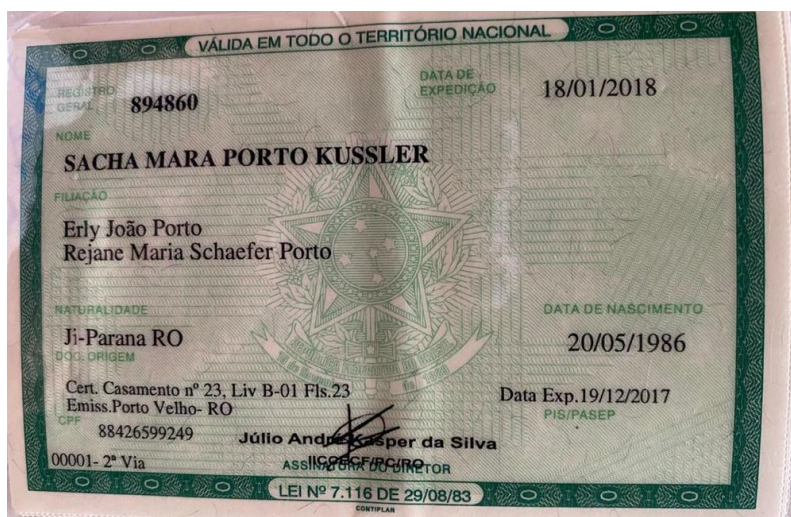 VÁLIDA EM TODO O TERRITÓRIO NACIONAL
REGISTRO GERAL 894860 DATA DE EXPEDIÇÃO 18/01/2018
NOME
SACHA MARA PORTO KUSSLER
FILIAÇÃO
Erly João Porto
Rejane Maria Schaefer Porto
NATURALIDADE DATA DE NASCIMENTO
Ji-Parana RO 20/05/1986
DOC. ORIGEM
Cert. Casamento nº 23, Liv B-01 Fls.23 Data Exp.19/12/2017
Emiss.Porto Velho- RO PIS/PASEP
CPF 88426599249 Júlio André Kasper da Silva
00001- 2ª Via ASSINATURA DO DIRETOR
LEI Nº 7.116 DE 29/08/83
CONTIPLAN